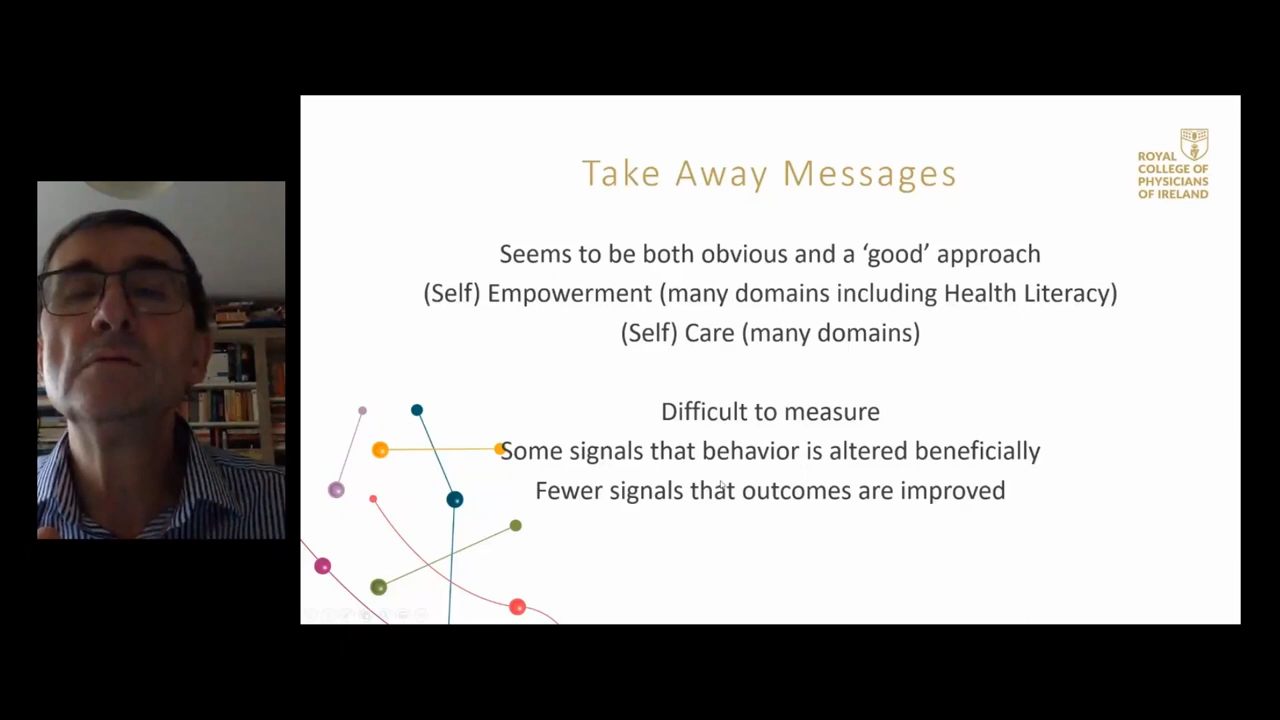 Take Away Messages
ROYAL
COLLEGE OF
PHYSICIANS
OF IRELAND
Seems to be both obvious and a ‘good’ approach
(Self) Empowerment (many domains including Health Literacy)
(Self) Care (many domains)
Difficult to measure
Some signals that behavior is altered beneficially
Fewer signals that outcomes are improved